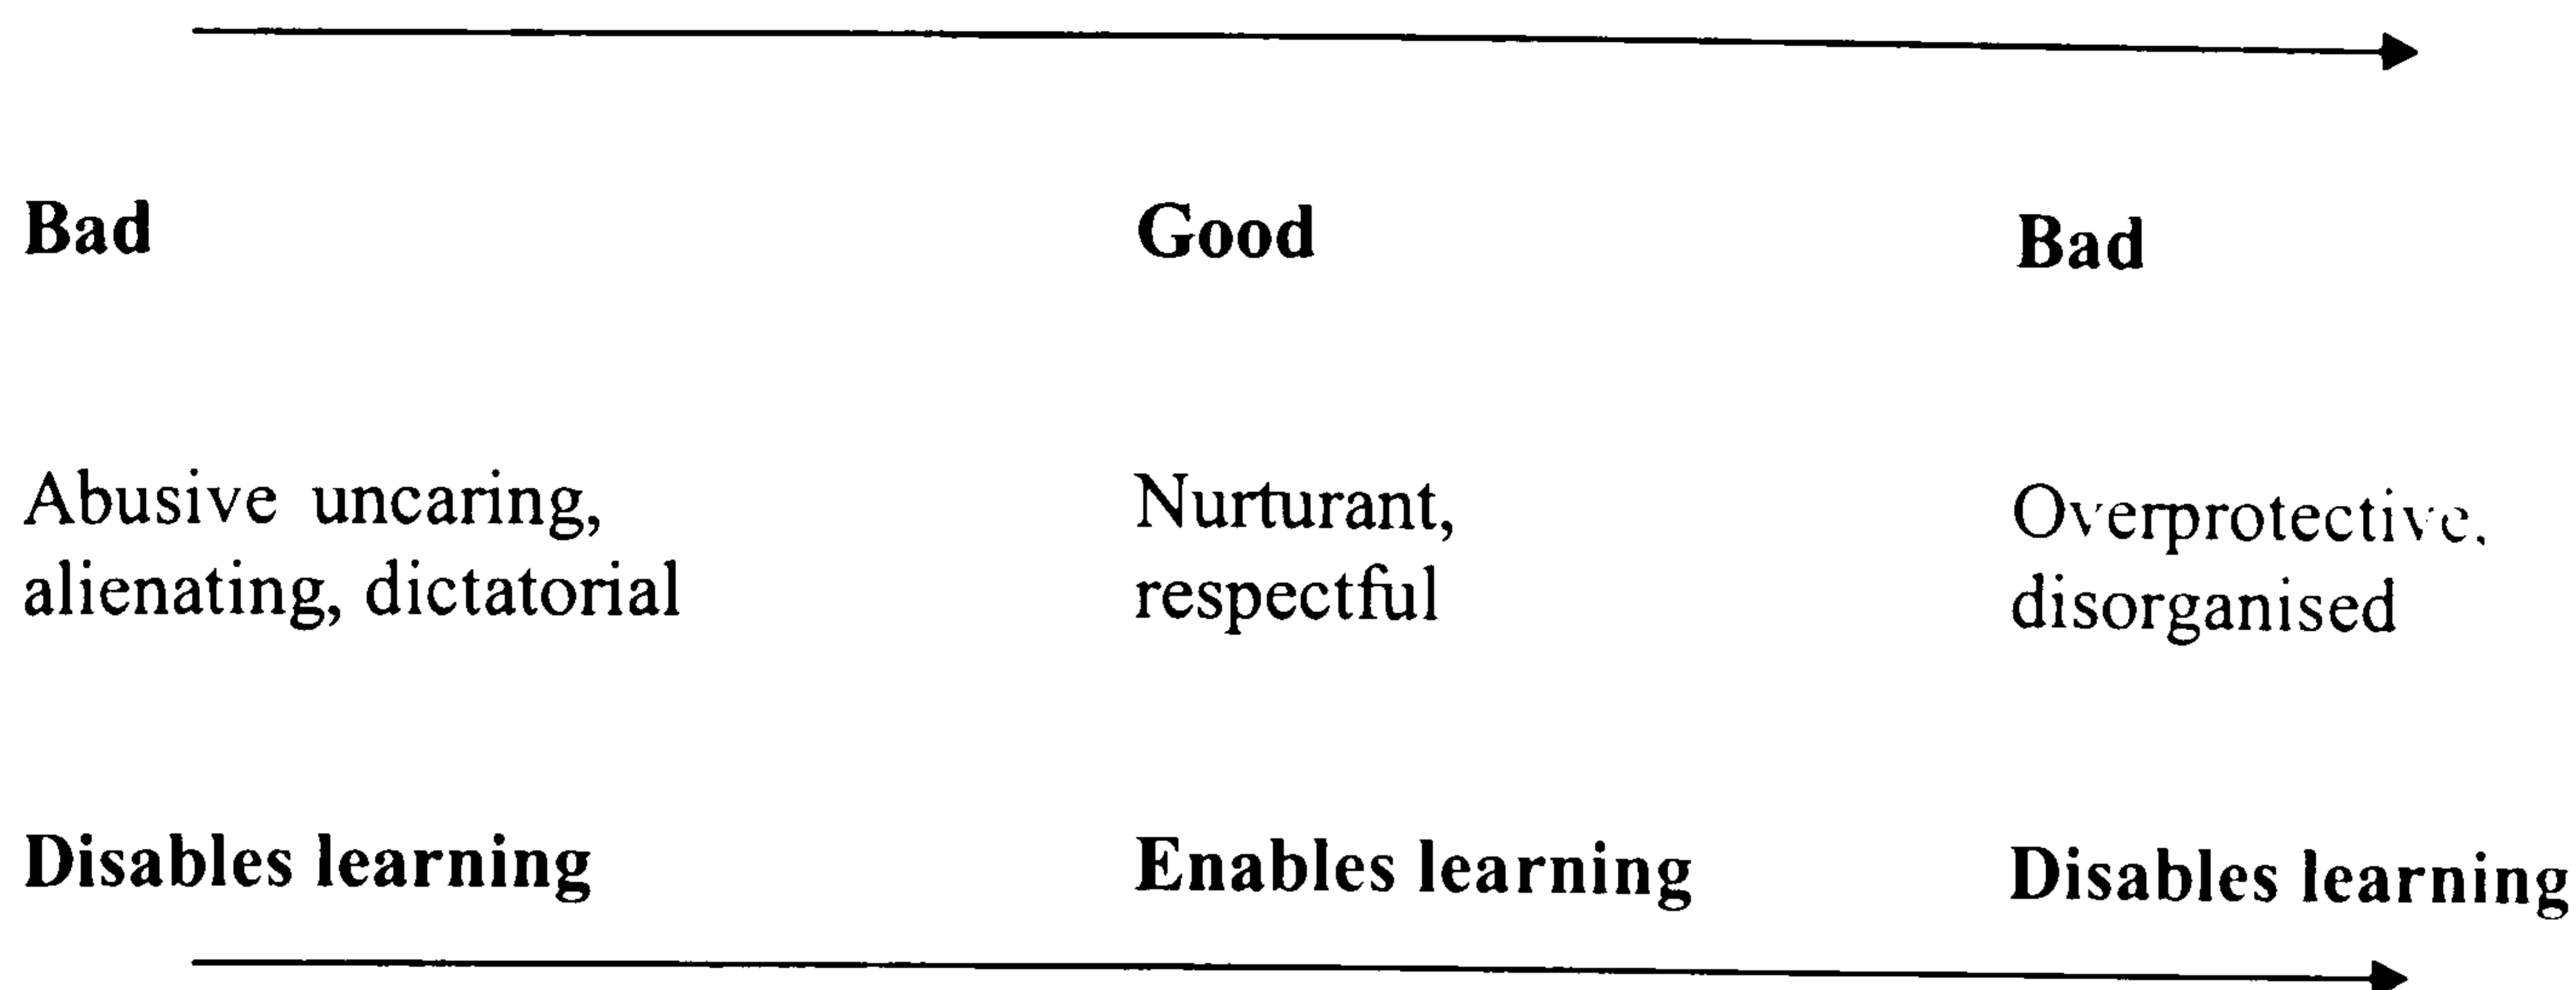 Bad Good Bad
Abusive uncaring, Nurturant, Overprotective,
alienating, dictatorial respectful disorganised
Disables learning Enables learning Disables learning